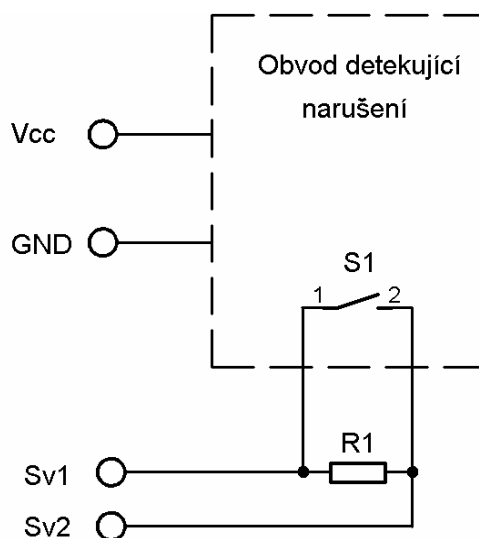 Obvod detekující
narušení
Vcc
GND
S1
1 2
R1
Sv1
Sv2